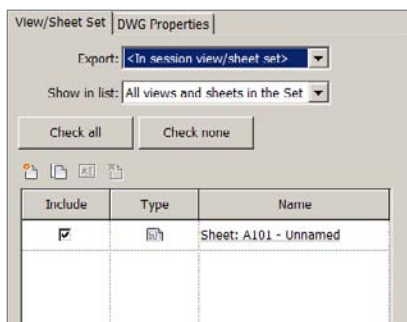 View/Sheet Set DWG Properties
Export: <In session view/sheet set>
Show in list: All views and sheets in the Set
Check all Check none
Include Type Name
Sheet: A101 - Unnamed